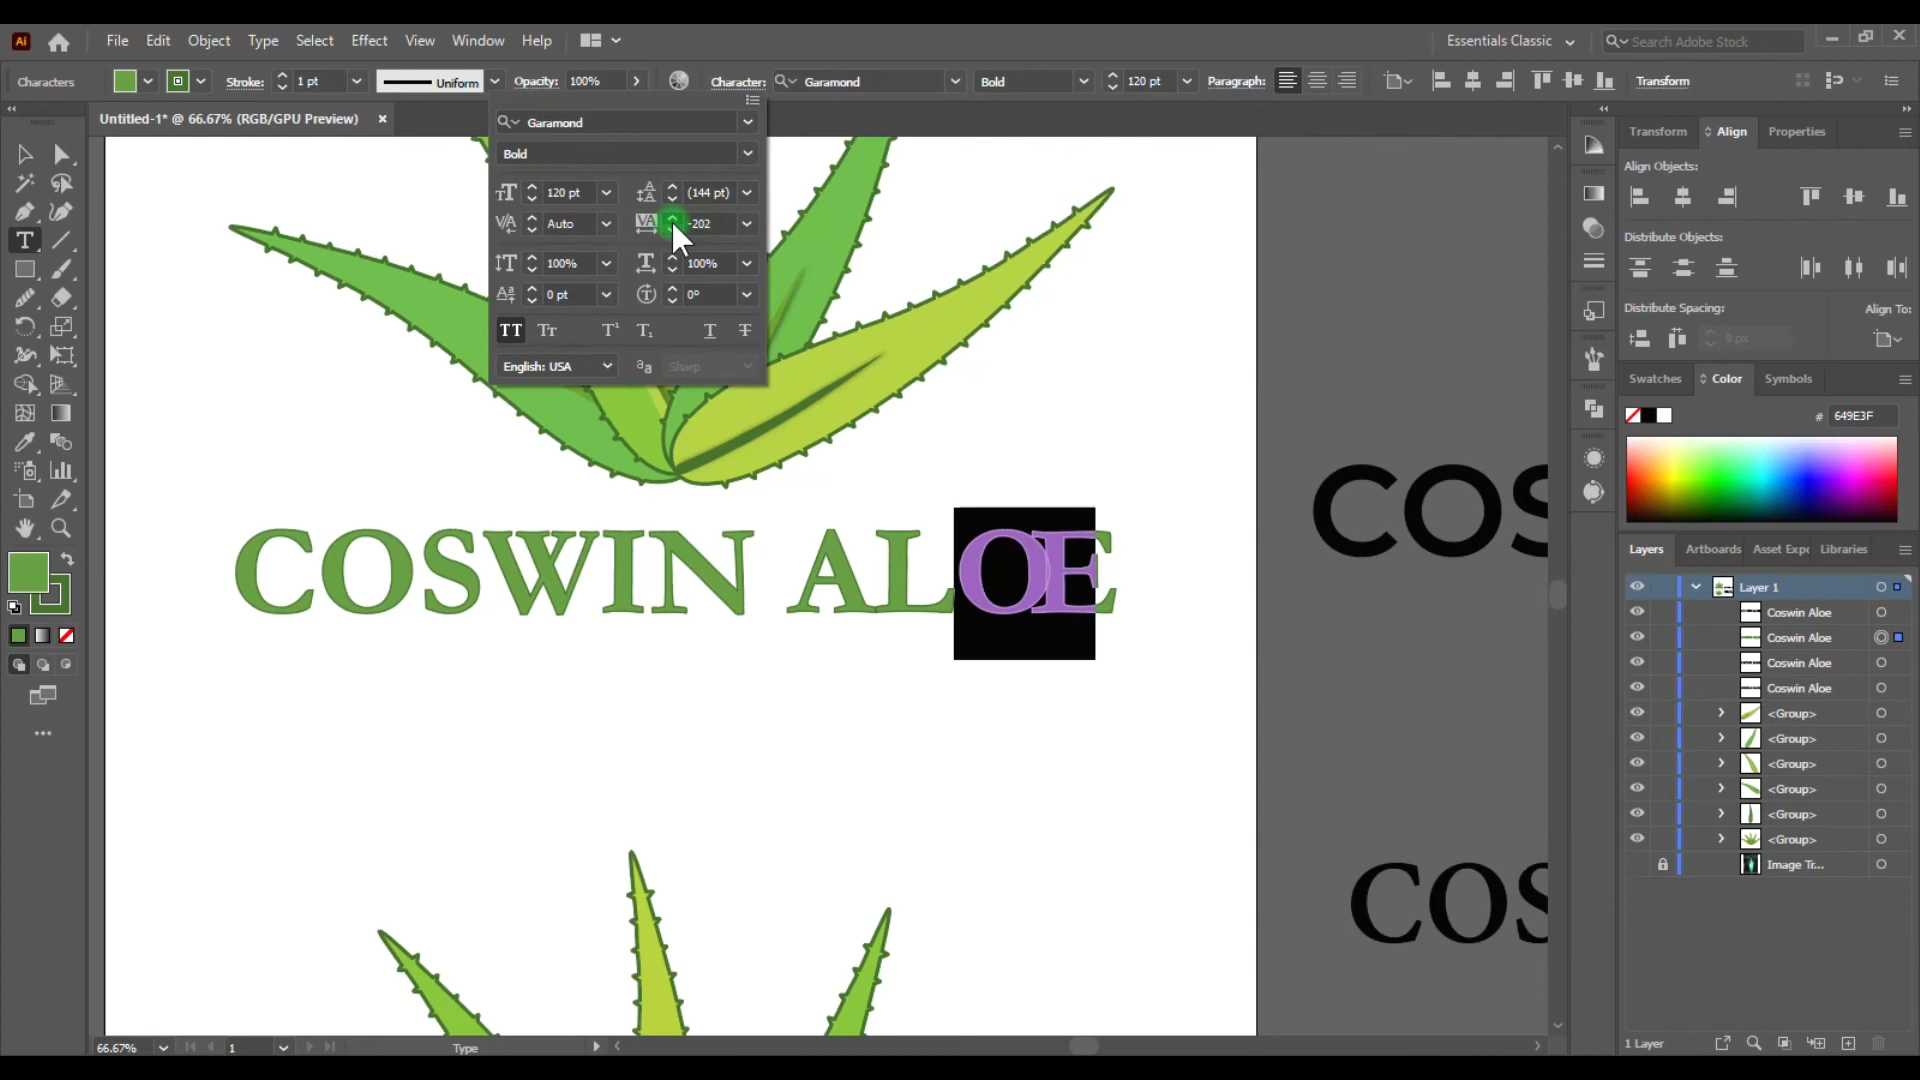 Ai File Edit Object Type Select Effect View Window Help Essentials Classic Search Adobe Stock
Characters Stroke: 1 pt Uniform Opacity: 100% Character: Garamond Bold 120 pt Paragraph: Transform
Untitled-1* @ 66.67% (RGB/GPU Preview)
Garamond
Bold
120 pt (144 pt)
Auto -202
100% 100%
0 pt 0°
English: USA Sharp
Transform Align Properties
Align Objects:
Distribute Objects:
Distribute Spacing: Align To:
0 px
Swatches Color Symbols
# 649E3F
COSWIN ALOE
COS
COS
Layers Artboards Asset Expo Libraries
Layer 1
Coswin Aloe
Coswin Aloe
Coswin Aloe
Coswin Aloe
<Group>
<Group>
<Group>
<Group>
<Group>
<Group>
Image Tr...
1 Layer
66.67% 1 Type